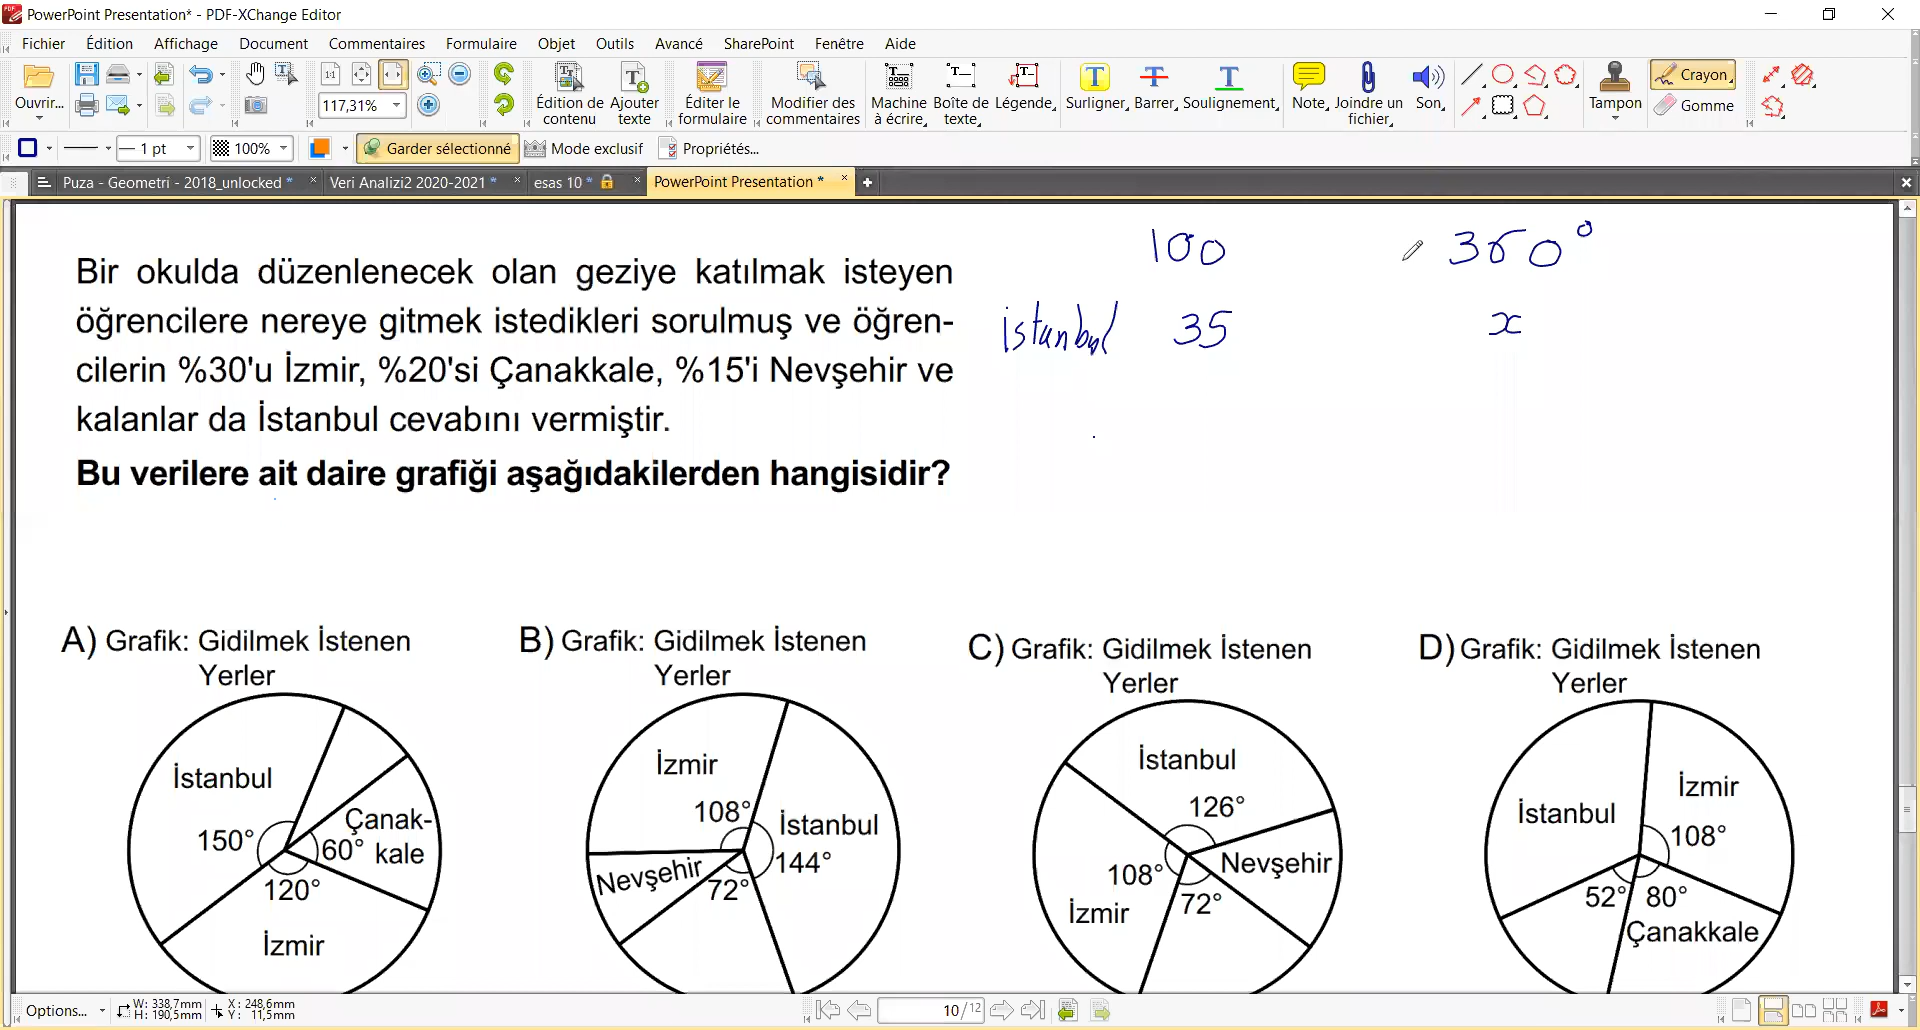 PowerPoint Presentation* - PDF-XChange Editor
Fichier Édition Affichage Document Commentaires Formulaire Objet Outils Avancé SharePoint Fenêtre Aide
Ouvrir...
117,31%
Édition de contenu
Ajouter texte
Éditer le formulaire
Modifier des commentaires
Machine à écrire
Boîte de texte
Légende
Surligner
Barrer
Soulignement
Note
Joindre un fichier
Son
Tampon
Crayon
Gomme
1 pt 100% Garder sélectionné Mode exclusif Propriétés...
Puza - Geometri - 2018_unlocked * Veri Analizi2 2020-2021 * esas 10 * PowerPoint Presentation *
Bir okulda düzenlenecek olan geziye katılmak isteyen
öğrencilere nereye gitmek istedikleri sorulmuş ve öğren-
cilerin %30'u İzmir, %20'si Çanakkale, %15'i Nevşehir ve
kalanlar da İstanbul cevabını vermiştir.
Bu verilere ait daire grafiği aşağıdakilerden hangisidir?
100 360°
istanbul 35 x
A) Grafik: Gidilmek İstenen
Yerler
İstanbul
150°
Çanak-
60° kale
120°
İzmir
B) Grafik: Gidilmek İstenen
Yerler
İzmir
108°
İstanbul
144°
Nevşehir
72°
C) Grafik: Gidilmek İstenen
Yerler
İstanbul
126°
Nevşehir
108°
72°
İzmir
D) Grafik: Gidilmek İstenen
Yerler
İzmir
İstanbul
108°
52° 80°
Çanakkale
Options...
W: 338,7mm X: 248,6mm
H: 190,5mm Y: 11,5mm
10 / 12